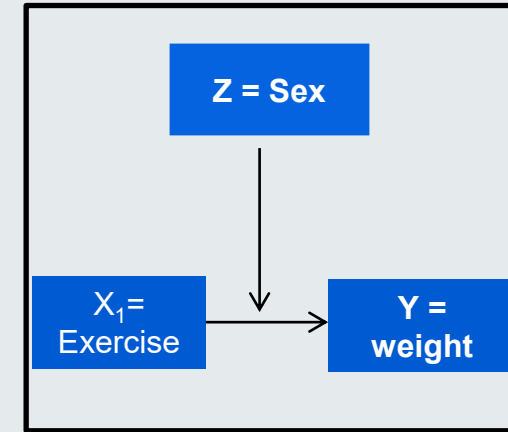 Z = Sex
X₁=
Exercise
Y =
weight